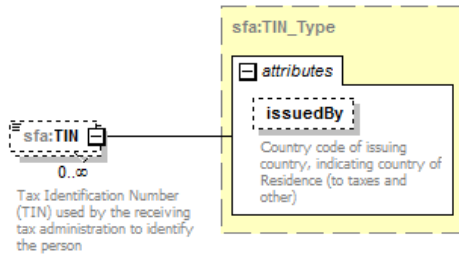 sfa:TIN_Type
attributes
issuedBy
Country code of issuing
country, indicating country of
Residence (to taxes and
other)
sfa:TIN
0..∞
Tax Identification Number
(TIN) used by the receiving
tax administration to identify
the person